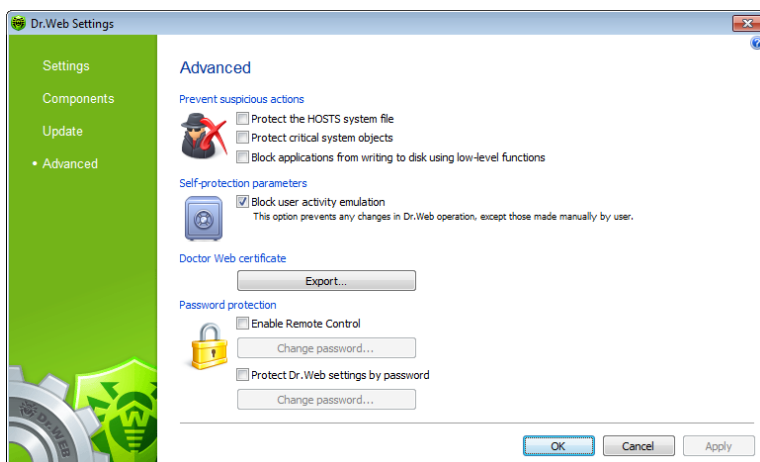 Dr.Web Settings
Settings
Components
Update
Advanced
Advanced
Prevent suspicious actions
Protect the HOSTS system file
Protect critical system objects
Block applications from writing to disk using low-level functions
Self-protection parameters
Block user activity emulation
This option prevents any changes in Dr.Web operation, except those made manually by user.
Doctor Web certificate
Export...
Password protection
Enable Remote Control
Change password...
Protect Dr.Web settings by password
Change password...
Dr.WEB
OK Cancel Apply